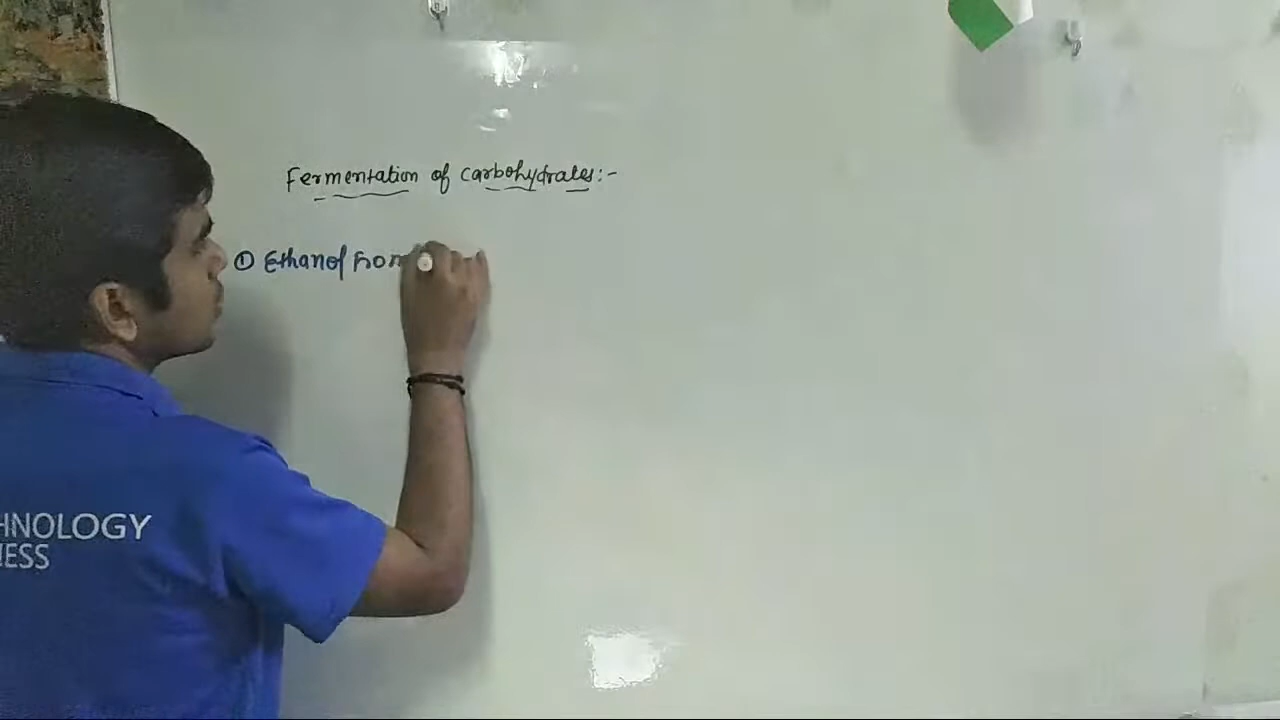 Fermentation of carbohydrates:-
① Ethanol From
HNOLOGY
NESS